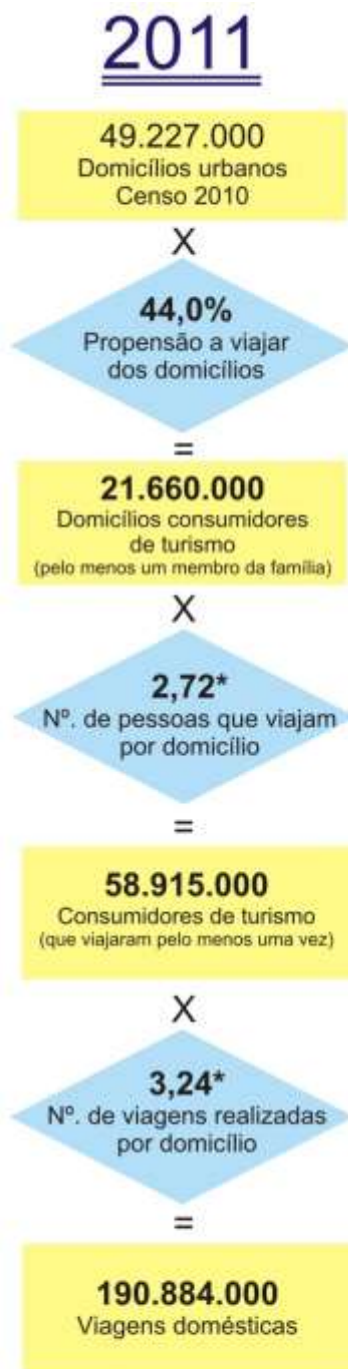 2011
49.227.000
Domicílios urbanos
Censo 2010
X
44,0%
Propensão a viajar
dos domicílios
=
21.660.000
Domicílios consumidores
de turismo
(pelo menos um membro da família)
X
2,72*
Nº. de pessoas que viajam
por domicílio
=
58.915.000
Consumidores de turismo
(que viajaram pelo menos uma vez)
X
3,24*
Nº. de viagens realizadas
por domicílio
=
190.884.000
Viagens domésticas